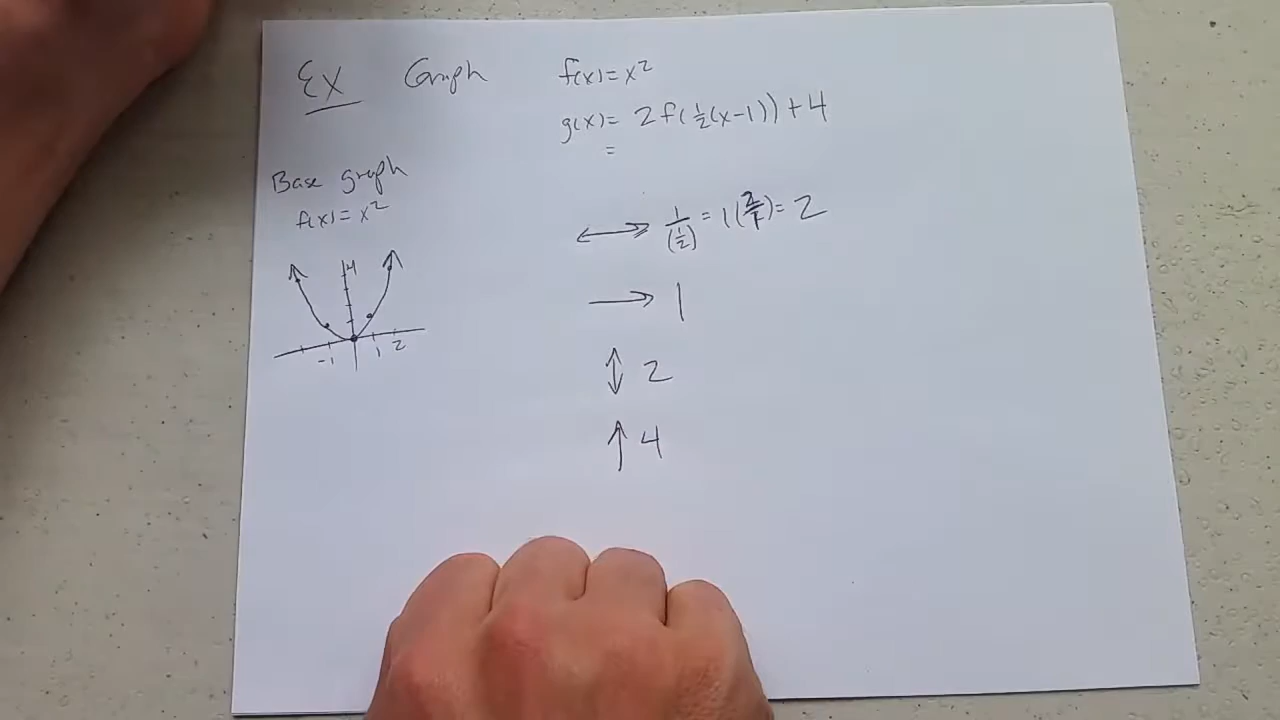 Ex Graph f(x)=x²
g(x)= 2f(½(x-1))+4
=
Base graph
f(x)=x²
4
-1 1 2
↔ 1/(½) = 1(2/1)= 2
→ 1
↕ 2
↑ 4